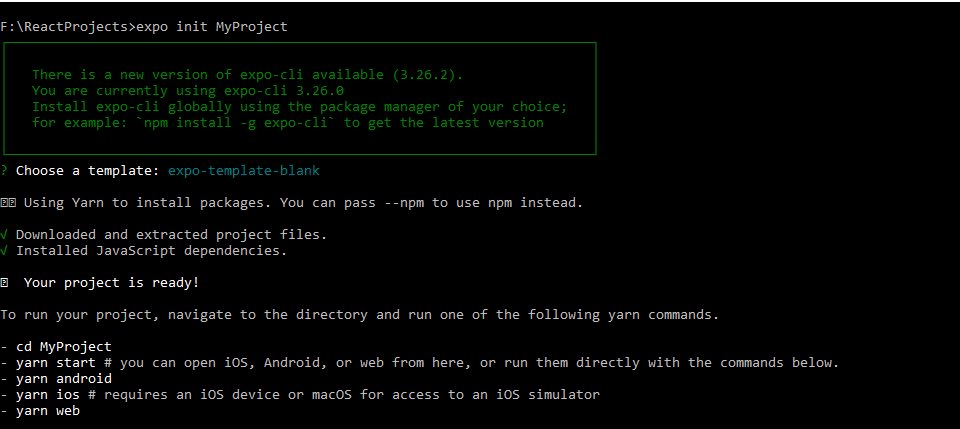 F:\ReactProjects>expo init MyProject
There is a new version of expo-cli available (3.26.2).
You are currently using expo-cli 3.26.0
Install expo-cli globally using the package manager of your choice;
for example: `npm install -g expo-cli` to get the latest version
? Choose a template: expo-template-blank
Using Yarn to install packages. You can pass --npm to use npm instead.
√ Downloaded and extracted project files.
√ Installed JavaScript dependencies.
Your project is ready!
To run your project, navigate to the directory and run one of the following yarn commands.
- cd MyProject
- yarn start # you can open iOS, Android, or web from here, or run them directly with the commands below.
- yarn android
- yarn ios # requires an iOS device or macOS for access to an iOS simulator
- yarn web